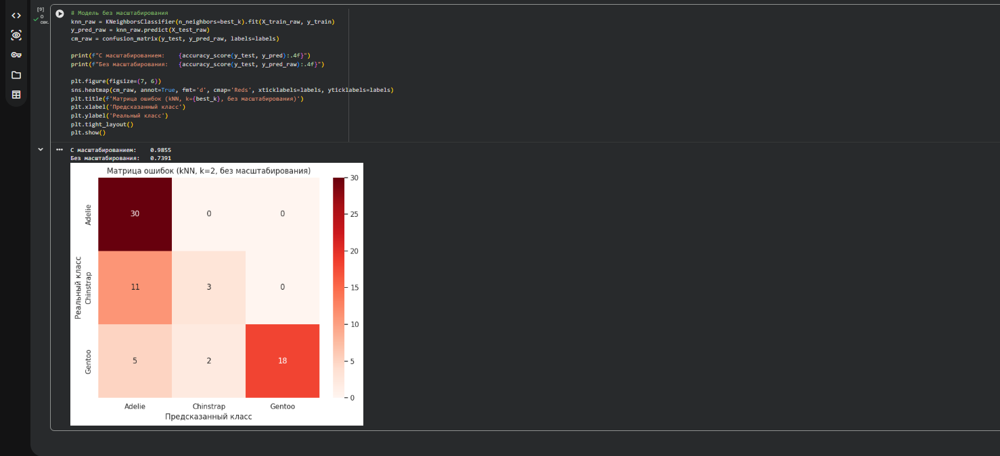 [9]
0
сек.
# Модель без масштабирования
knn_raw = KNeighborsClassifier(n_neighbors=best_k).fit(X_train_raw, y_train)
y_pred_raw = knn_raw.predict(X_test_raw)
cm_raw = confusion_matrix(y_test, y_pred_raw, labels=labels)
print(f"С масштабированием:    {accuracy_score(y_test, y_pred):.4f}")
print(f"Без масштабирования:   {accuracy_score(y_test, y_pred_raw):.4f}")
plt.figure(figsize=(7, 6))
sns.heatmap(cm_raw, annot=True, fmt='d', cmap='Reds', xticklabels=labels, yticklabels=labels)
plt.title(f'Матрица ошибок (kNN, k={best_k}, без масштабирования)')
plt.xlabel('Предсказанный класс')
plt.ylabel('Реальный класс')
plt.tight_layout()
plt.show()
С масштабированием:    0.9855
Без масштабирования:   0.7391
Матрица ошибок (kNN, k=2, без масштабирования)
Реальный класс
Adelie
30 0 0
Chinstrap
11 3 0
Gentoo
5 2 18
Adelie Chinstrap Gentoo
Предсказанный класс
30
25
20
15
10
5
0